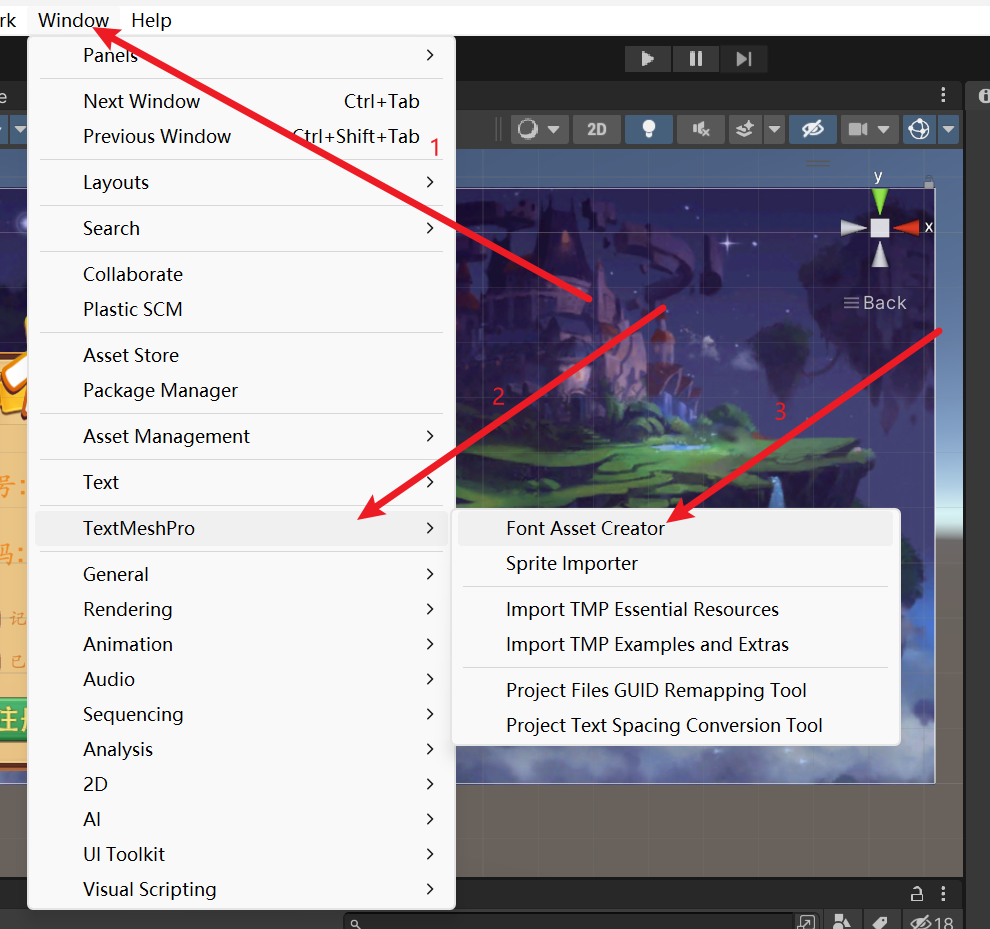 rk Window Help
Panels
Next Window Ctrl+Tab
Previous Window Ctrl+Shift+Tab
1
Layouts
Search
Collaborate
Plastic SCM
Asset Store
Package Manager
Asset Management
Text
TextMeshPro
General
Rendering
Animation
Audio
Sequencing
Analysis
2D
AI
UI Toolkit
Visual Scripting
2D
y
x
Back
2
3
Font Asset Creator
Sprite Importer
Import TMP Essential Resources
Import TMP Examples and Extras
Project Files GUID Remapping Tool
Project Text Spacing Conversion Tool
号:
码:
记
已
注册
18